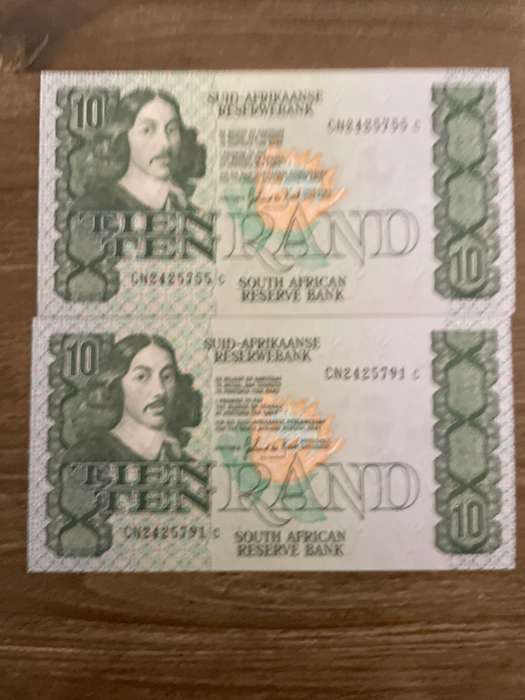 10
SUID-AFRIKAANSE
RESERWEBANK
CN2425755 C
TIEN
TEN
RAND
CN2425755 C
SOUTH AFRICAN
RESERVE BANK
10
10
SUID-AFRIKAANSE
RESERWEBANK
CN2425791 C
TIEN
TEN
RAND
CN2425791 C
SOUTH AFRICAN
RESERVE BANK
10